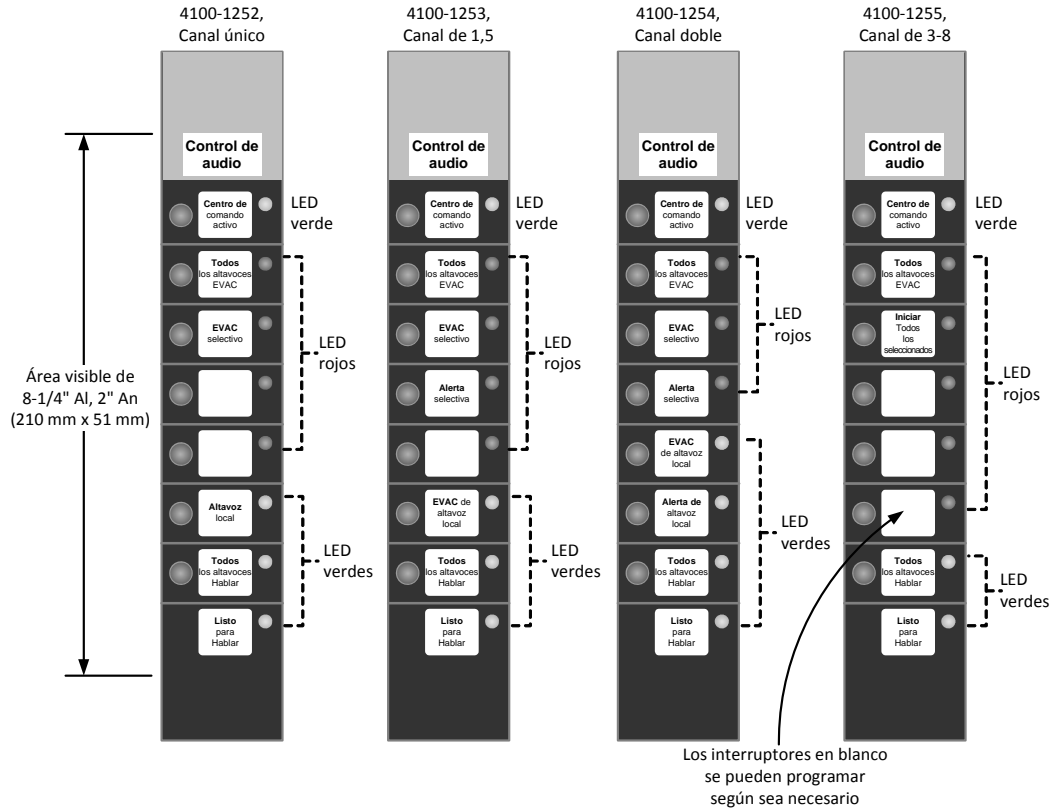 4100-1252,
Canal único
Control de
audio
Centro de
comando
activo
LED
verde
Todos
los altavoces
EVAC
EVAC
selectivo
LED
rojos
Altavoz
local
Todos
los altavoces
Hablar
Listo
para
Hablar
LED
verdes
Área visible de
8-1/4" Al, 2" An
(210 mm x 51 mm)
4100-1253,
Canal de 1,5
Control de
audio
Centro de
comando
activo
LED
verde
Todos
los altavoces
EVAC
EVAC
selectivo
Alerta
selectiva
LED
rojos
EVAC de
altavoz
local
Todos
los altavoces
Hablar
Listo
para
Hablar
LED
verdes
4100-1254,
Canal doble
Control de
audio
Centro de
comando
activo
LED
verde
Todos
los altavoces
EVAC
EVAC
selectivo
Alerta
selectiva
LED
rojos
EVAC
de altavoz
local
Alerta de
altavoz
local
Todos
los altavoces
Hablar
Listo
para
Hablar
LED
verdes
4100-1255,
Canal de 3-8
Control de
audio
Centro de
comando
activo
LED
verde
Todos
los altavoces
EVAC
Iniciar
Todos
los
seleccionados
LED
rojos
Todos
los altavoces
Hablar
Listo
para
Hablar
LED
verdes
Los interruptores en blanco
se pueden programar
según sea necesario